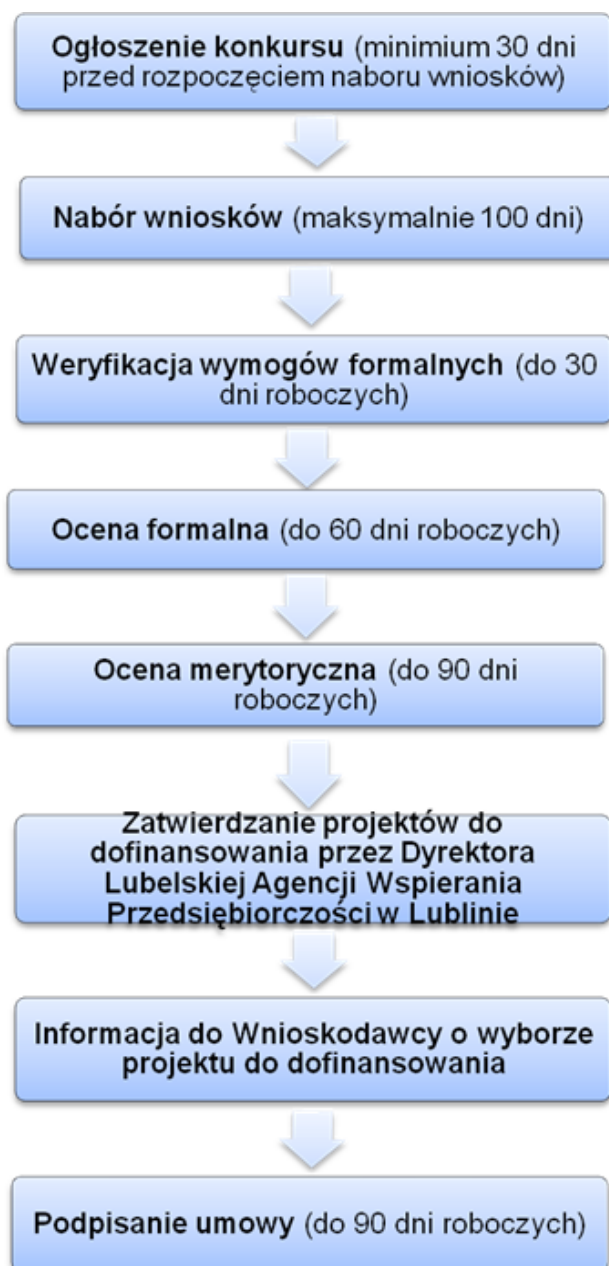 Ogłoszenie konkursu (minimum 30 dni
przed rozpoczęciem naboru wniosków)
Nabór wniosków (maksymalnie 100 dni)
Weryfikacja wymogów formalnych (do 30
dni roboczych)
Ocena formalna (do 60 dni roboczych)
Ocena merytoryczna (do 90 dni
roboczych)
Zatwierdzanie projektów do
dofinansowania przez Dyrektora
Lubelskiej Agencji Wspierania
Przedsiębiorczości w Lublinie
Informacja do Wnioskodawcy o wyborze
projektu do dofinansowania
Podpisanie umowy (do 90 dni roboczych)